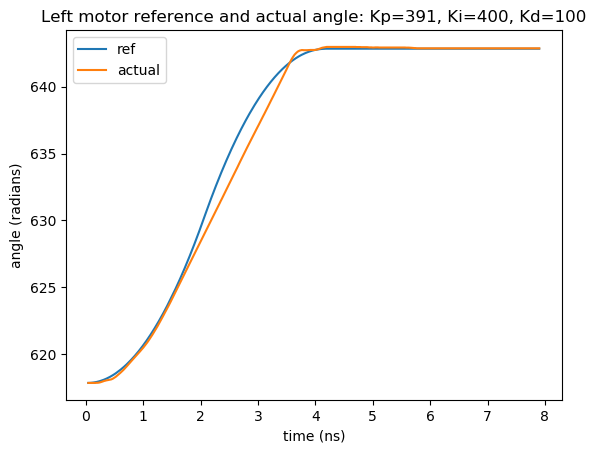 Left motor reference and actual angle: Kp=391, Ki=400, Kd=100
ref
actual
angle (radians)
640
635
630
625
620
0 1 2 3 4 5 6 7 8
time (ns)